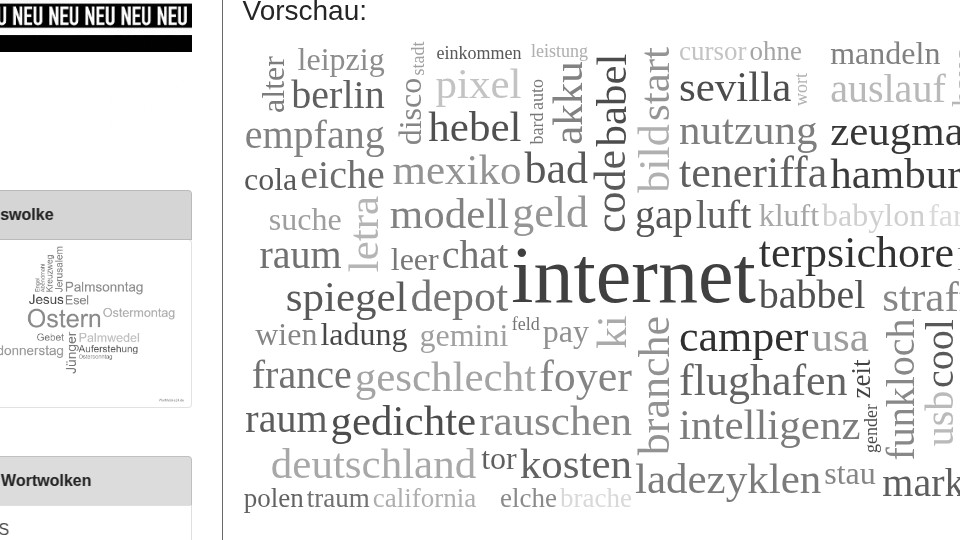 NEU NEU NEU NEU
Vorschau:
swolke
Palmsonntag
Jesus Esel
Ostern Ostermontag
Gebet Palmwedel
donnerstag Auferstehung
Jünger
Kreuzweg
Jerusalem
Wortwolken
alter
leipzig
stadt
einkommen
leistung
cursor
ohne
mandeln
berlin
disco
pixel
auto
akku
babel
start
sevilla
wort
auslauf
empfang
hebel
bard
nutzung
zeugma
cola
eiche
mexiko
bad
code
bild
teneriffa
hambur
suche
letra
modell
geld
gap
luft
kluft
babylon
far
raum
leer
chat
internet
terpsichore
spiegel
depot
babbel
straf
wien
ladung
gemini
feld
pay
ki
branche
camper
usa
france
geschlecht
foyer
flughafen
zeit
funkloch
cool
raum
gedichte
rauschen
intelligenz
gender
usb
deutschland
tor
kosten
ladezyklen
stau
mark
polen
traum
california
elche
brache